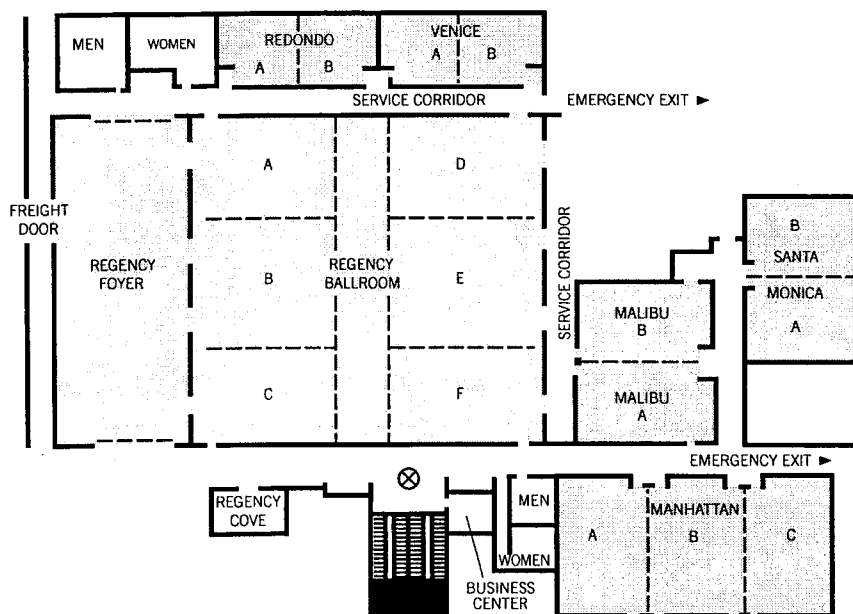 MEN
WOMEN
REDONDO
A
B
VENICE
A
B
SERVICE CORRIDOR
EMERGENCY EXIT ►
FREIGHT
DOOR
REGENCY
FOYER
A
B
C
REGENCY
BALLROOM
D
E
F
SERVICE CORRIDOR
MALIBU
B
MALIBU
A
B
SANTA
MONICA
A
EMERGENCY EXIT ►
REGENCY
COVE
BUSINESS
CENTER
MEN
WOMEN
MANHATTAN
A
B
C